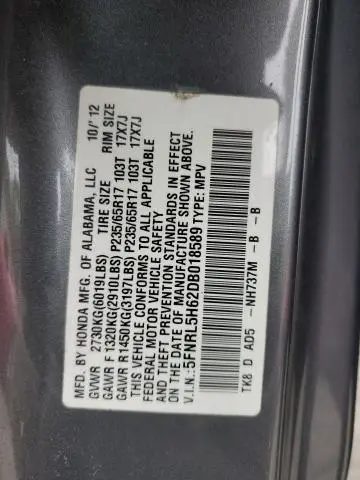 MFD. BY HONDA MFG. OF ALABAMA, LLC 10/'12
GVWR 2730KG(6019LBS) TIRE SIZE RIM SIZE
GAWR F 1320KG(2910LBS) P235/65R17 103T 17X7J
GAWR R 1450KG(3197LBS) P235/65R17 103T 17X7J
THIS VEHICLE CONFORMS TO ALL APPLICABLE
FEDERAL MOTOR VEHICLE SAFETY
AND THEFT PREVENTION STANDARDS IN EFFECT
ON THE DATE OF MANUFACTURE SHOWN ABOVE.
V.I.N.: 5FNRL5H62DB018589 TYPE: MPV
TK8 D AD5 -NH737M -B -B